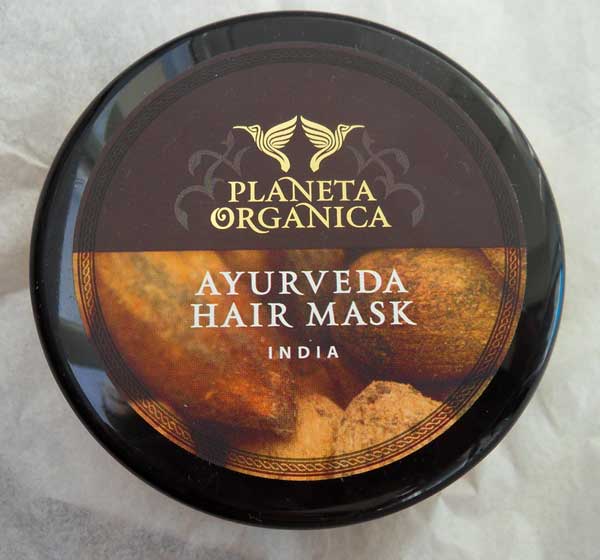 PLANETA
ORGANICA
AYURVEDA
HAIR MASK
INDIA